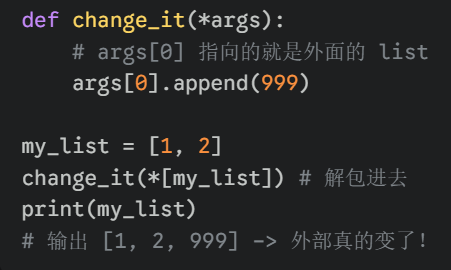 def change_it(*args):
    # args[0] 指向的就是外面的 list
    args[0].append(999)

my_list = [1, 2]
change_it(*[my_list]) # 解包进去
print(my_list)
# 输出 [1, 2, 999] -> 外部真的变了！